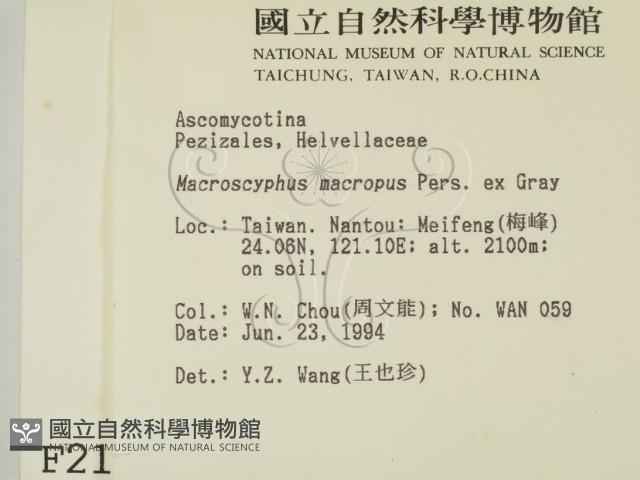 國立自然科學博物館
NATIONAL MUSEUM OF NATURAL SCIENCE
TAICHUNG, TAIWAN, R.O.CHINA
Ascomycotina
Pezizales, Helvellaceae
Macroscyphus macropus Pers. ex Gray
Loc.: Taiwan. Nantou: Meifeng(梅峰)
24.06N, 121.10E; alt. 2100m;
on soil.
Col.: W.N. Chou(周文能); No. WAN 059
Date: Jun. 23, 1994
Det.: Y.Z. Wang(王也珍)
國立自然科學博物館
NATIONAL MUSEUM OF NATURAL SCIENCE
F21